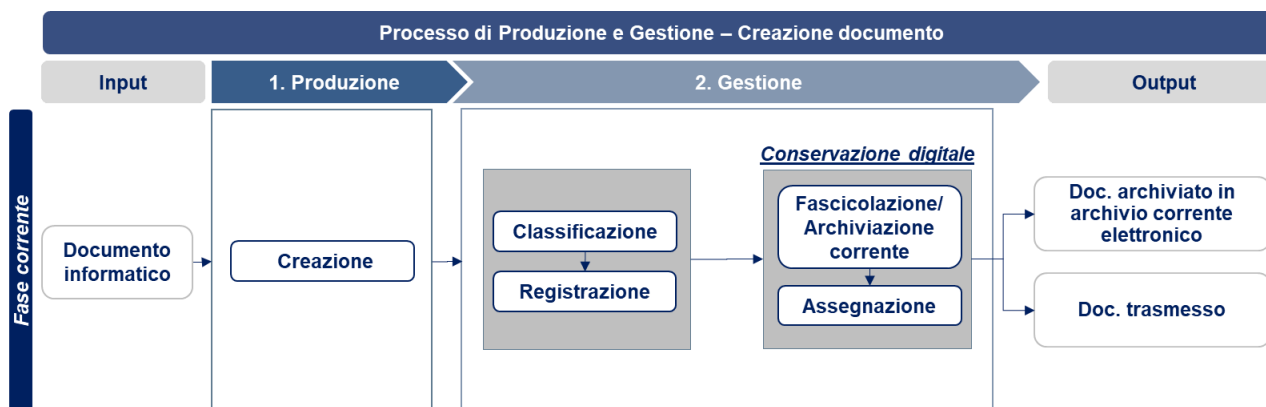 Processo di Produzione e Gestione – Creazione documento
Input
1. Produzione
2. Gestione
Output
Fase corrente
Documento
informatico
Creazione
Classificazione
Registrazione
Conservazione digitale
Fascicolazione/
Archiviazione
corrente
Assegnazione
Doc. archiviato in
archivio corrente
elettronico
Doc. trasmesso